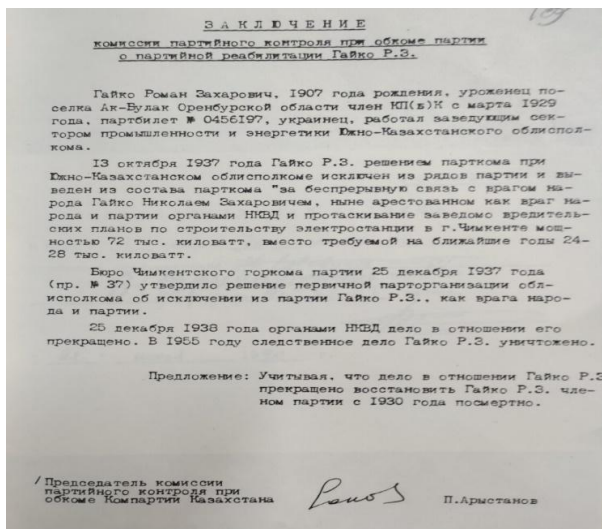 ЗАКЛЮЧЕНИЕ
комиссии партийного контроля при обкоме партии
о партийной реабилитации Гайко Р.З.
Гайко Роман Захарович, 1907 года рождения, уроженец по-
селка Ак-Булак Оренбургской области член КП(б)К с марта 1929
года, партбилет № 0456197, украинец, работал заведующим сек-
тором промышленности и энергетики Южно-Казахстанского облиспол-
кома.
13 октября 1937 года Гайко Р.З. решением парткома при
Южно-Казахстанском облисполкоме исключен из рядов партии и вы-
веден из состава парткома "за беспрерывную связь с врагом на-
рода Гайко Николаем Захаровичем, ныне арестованном как враг на-
рода и партии органами НКВД и протаскивание заведомо вредитель-
ских планов по строительству электростанции в г.Чимкенте мощ-
ностью 72 тыс. киловатт, вместо требуемой на ближайшие годы 24-
28 тыс. киловатт.
Бюро Чимкентского горкома партии 25 декабря 1937 года
(пр. № 37) утвердило решение первичной парторганизации обл-
исполкома об исключении из партии Гайко Р.З., как врага наро-
да и партии.
25 декабря 1938 года органами НКВД дело в отношении его
прекращено. В 1955 году следственное дело Гайко Р.З. уничтожено.
Предложение: Учитывая, что дело в отношении Гайко Р.З
прекращено восстановить Гайко Р.З. чле-
ном партии с 1930 года посмертно.
Председатель комиссии
партийного контроля при
обкоме Компартии Казахстана
П.Арыстанов